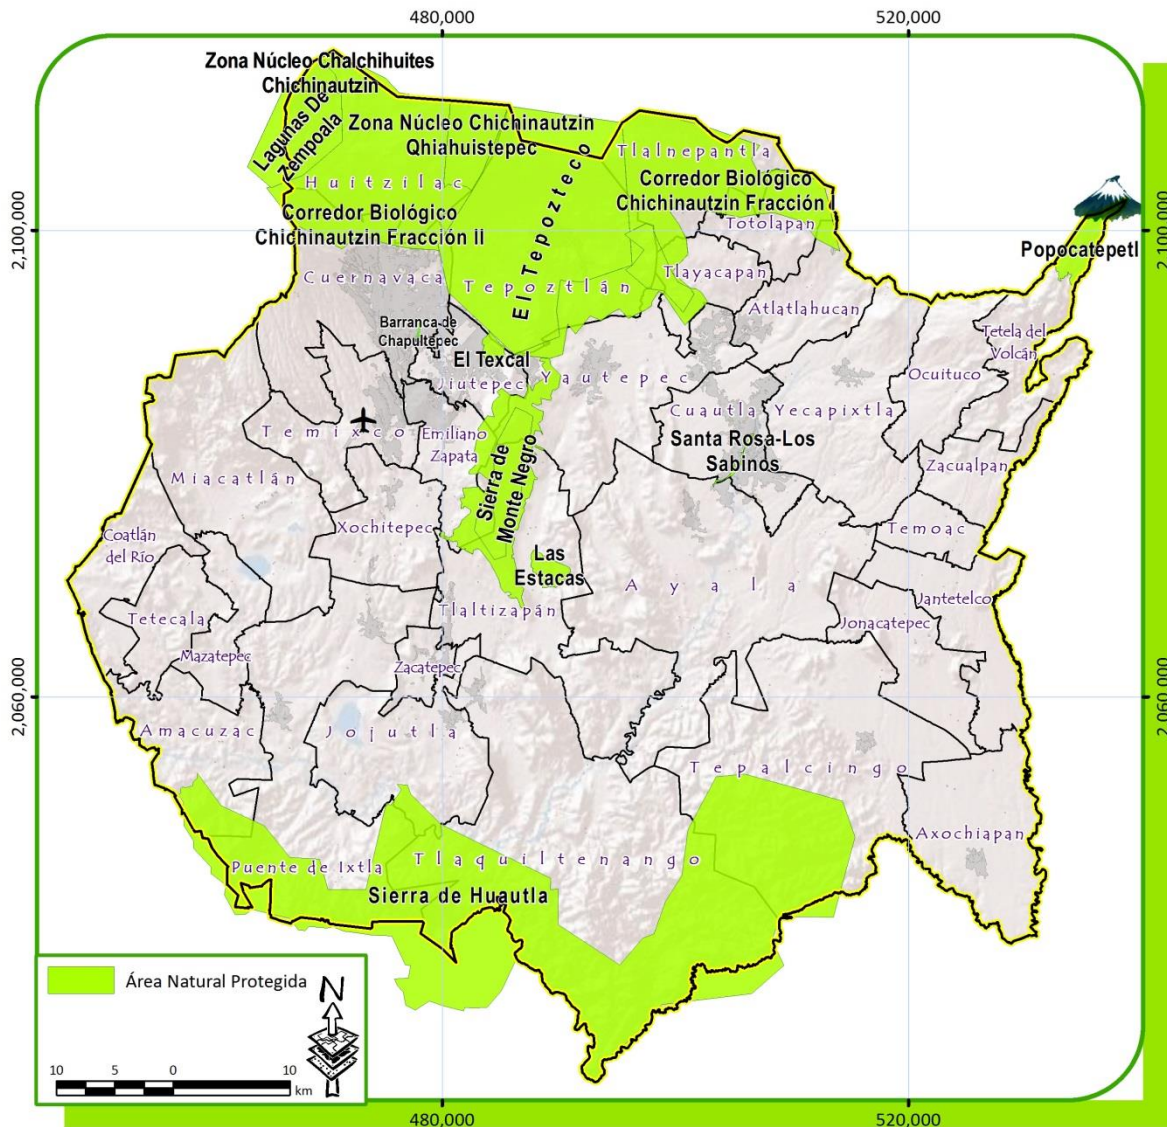 480,000
520,000
Zona Núcleo Chalchihuites
Chichinautzin
Lagunas De
Zempoala
Zona Núcleo Chichinautzin
Qhiahuistepec
Tlalnepantla
Huitzilac
Corredor Biológico
Chichinautzin Fracción I
Corredor Biológico
Chichinautzin Fracción II
El Tepozteco
Totolapan
2,100,000
2,100,000
Popocatepetl
Cuernavaca
Tepoztlán
Tlayacapan
Atlatlahucan
Barranca de
Chapultepec
Tetela del
Volcán
El Texcal
Jiutepec
Yautepec
Ocuituco
Cuautla
Yecapixtla
Temixco
Emiliano
Zapata
Santa Rosa-Los
Sabinos
Zacualpan
Sierra de
Monte Negro
Miacatlán
Xochitepec
Temoac
Coatlán
del Río
Las
Estacas
Ayala
Jantetelco
Tetecala
Tlaltizapán
Jonacatepec
Mazatepec
Zacatepec
2,060,000
2,060,000
Amacuzac
Jojutla
Tepalcingo
Axochiapan
Puente de Ixtla
Tlaquiltenango
Sierra de Huautla
Área Natural Protegida
N
10 5 0 10
km
480,000
520,000